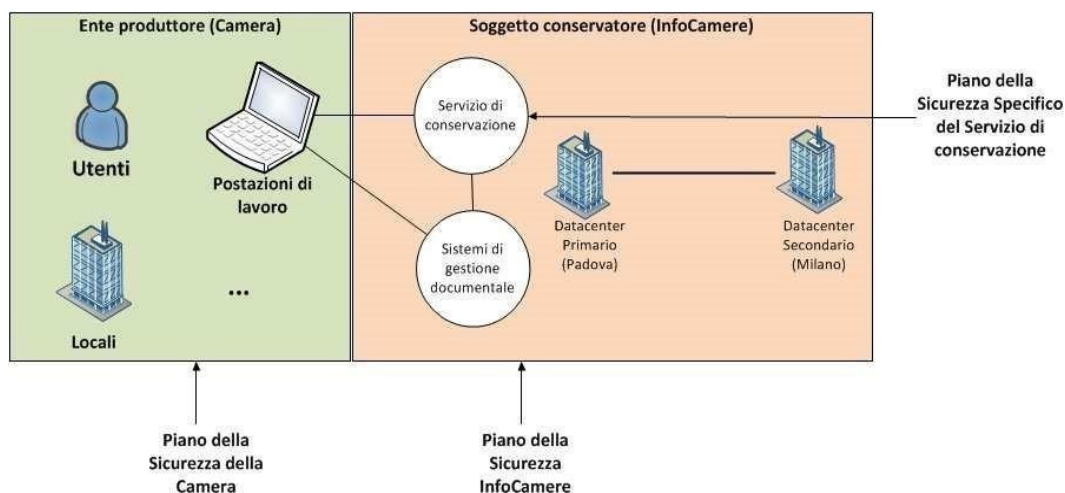 Ente produttore (Camera)
Soggetto conservatore (InfoCamere)
Utenti
Postazioni di
lavoro
Locali
...
Servizio di
conservazione
Sistemi di
gestione
documentale
Datacenter
Primario
(Padova)
Datacenter
Secondario
(Milano)
Piano della
Sicurezza Specifico
del Servizio di
conservazione
Piano della
Sicurezza della
Camera
Piano della
Sicurezza
InfoCamere